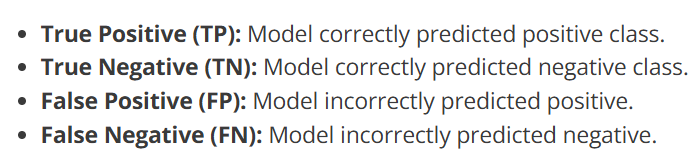 • True Positive (TP): Model correctly predicted positive class.
• True Negative (TN): Model correctly predicted negative class.
• False Positive (FP): Model incorrectly predicted positive.
• False Negative (FN): Model incorrectly predicted negative.